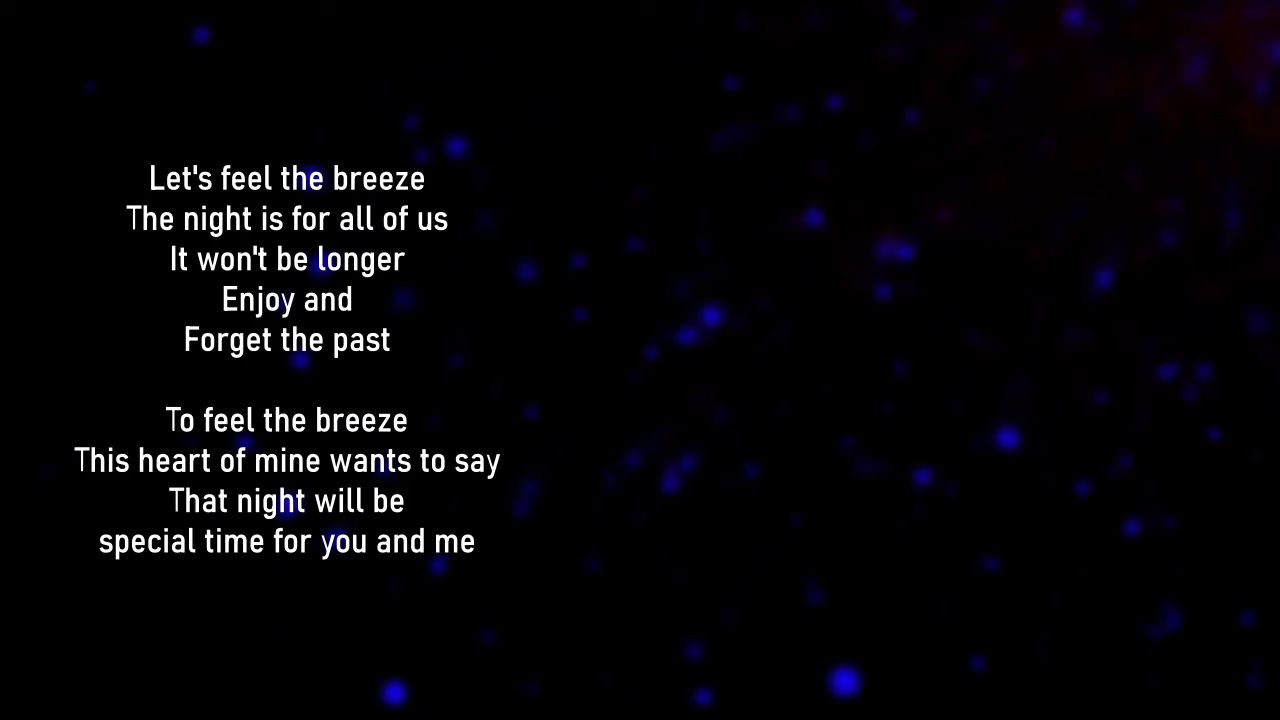 Let's feel the breeze
The night is for all of us
It won't be longer
Enjoy and
Forget the past
To feel the breeze
This heart of mine wants to say
That night will be
special time for you and me